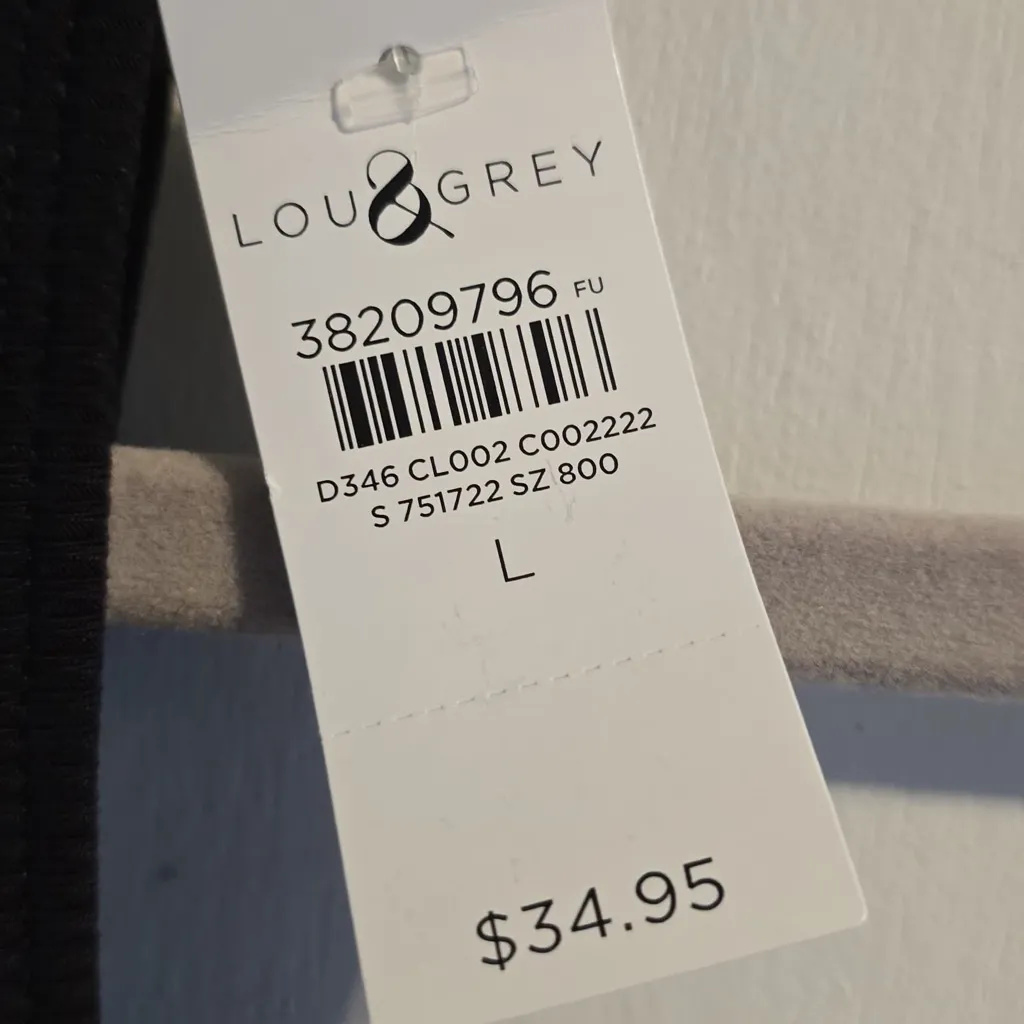 LOU & GREY
38209796 FU
D346 CL002 C002222
S 751722 SZ 800
L
$34.95